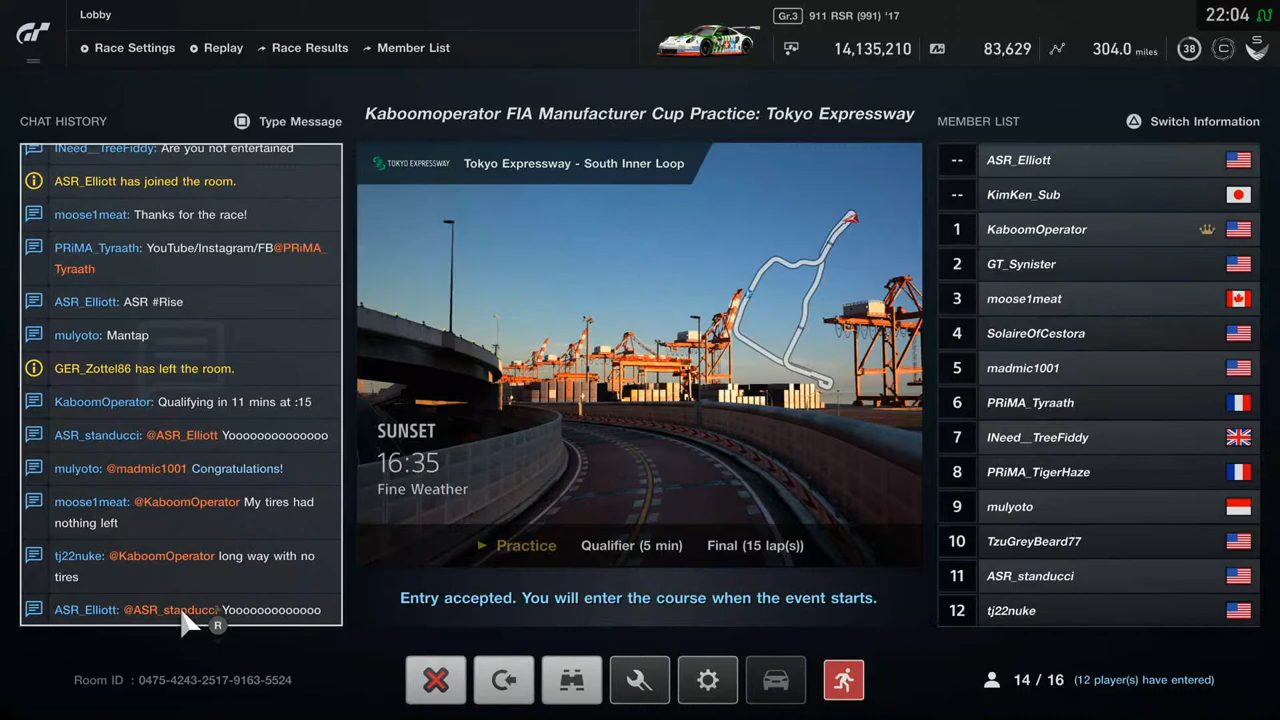 Lobby
Gr.3 911 RSR (991) '17
22:04
Race Settings Replay Race Results Member List
14,135,210 83,629 304.0 miles 38 C S
CHAT HISTORY
Type Message
INeed__TreeFiddy: Are you not entertained
ASR_Elliott has joined the room.
moose1meat: Thanks for the race!
PRiMA_Tyraath: YouTube/Instagram/FB@PRiMA_
Tyraath
ASR_Elliott: ASR #Rise
mulyoto: Mantap
GER_Zottel86 has left the room.
KaboomOperator: Qualifying in 11 mins at :15
ASR_standucci: @ASR_Elliott Yoooooooooooooo
mulyoto: @madmic1001 Congratulations!
moose1meat: @KaboomOperator My tires had
nothing left
tj22nuke: @KaboomOperator long way with no
tires
ASR_Elliott: @ASR_standucci Yooooooooooooo
R
Room ID : 0475-4243-2517-9163-5524
Kaboomoperator FIA Manufacturer Cup Practice: Tokyo Expressway
TOKYO EXPRESSWAY Tokyo Expressway - South Inner Loop
SUNSET
16:35
Fine Weather
Practice Qualifier (5 min) Final (15 lap(s))
Entry accepted. You will enter the course when the event starts.
MEMBER LIST
Switch Information
-- ASR_Elliott
-- KimKen_Sub
1 KaboomOperator
2 GT_Synister
3 moose1meat
4 SolaireOfCestora
5 madmic1001
6 PRiMA_Tyraath
7 INeed__TreeFiddy
8 PRiMA_TigerHaze
9 mulyoto
10 TzuGreyBeard77
11 ASR_standucci
12 tj22nuke
14 / 16 (12 player(s) have entered)